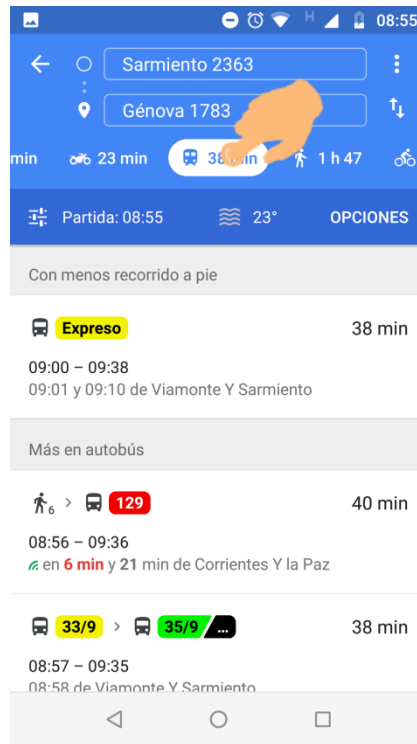 H 08:55
Sarmiento 2363
Génova 1783
min 23 min 38 min 1 h 47
Partida: 08:55 23° OPCIONES
Con menos recorrido a pie
Expreso 38 min
09:00 – 09:38
09:01 y 09:10 de Viamonte Y Sarmiento
Más en autobús
6 > 129 40 min
08:56 – 09:36
en 6 min y 21 min de Corrientes Y la Paz
33/9 > 35/9 ... 38 min
08:57 – 09:35
08:58 de Viamonte Y Sarmiento